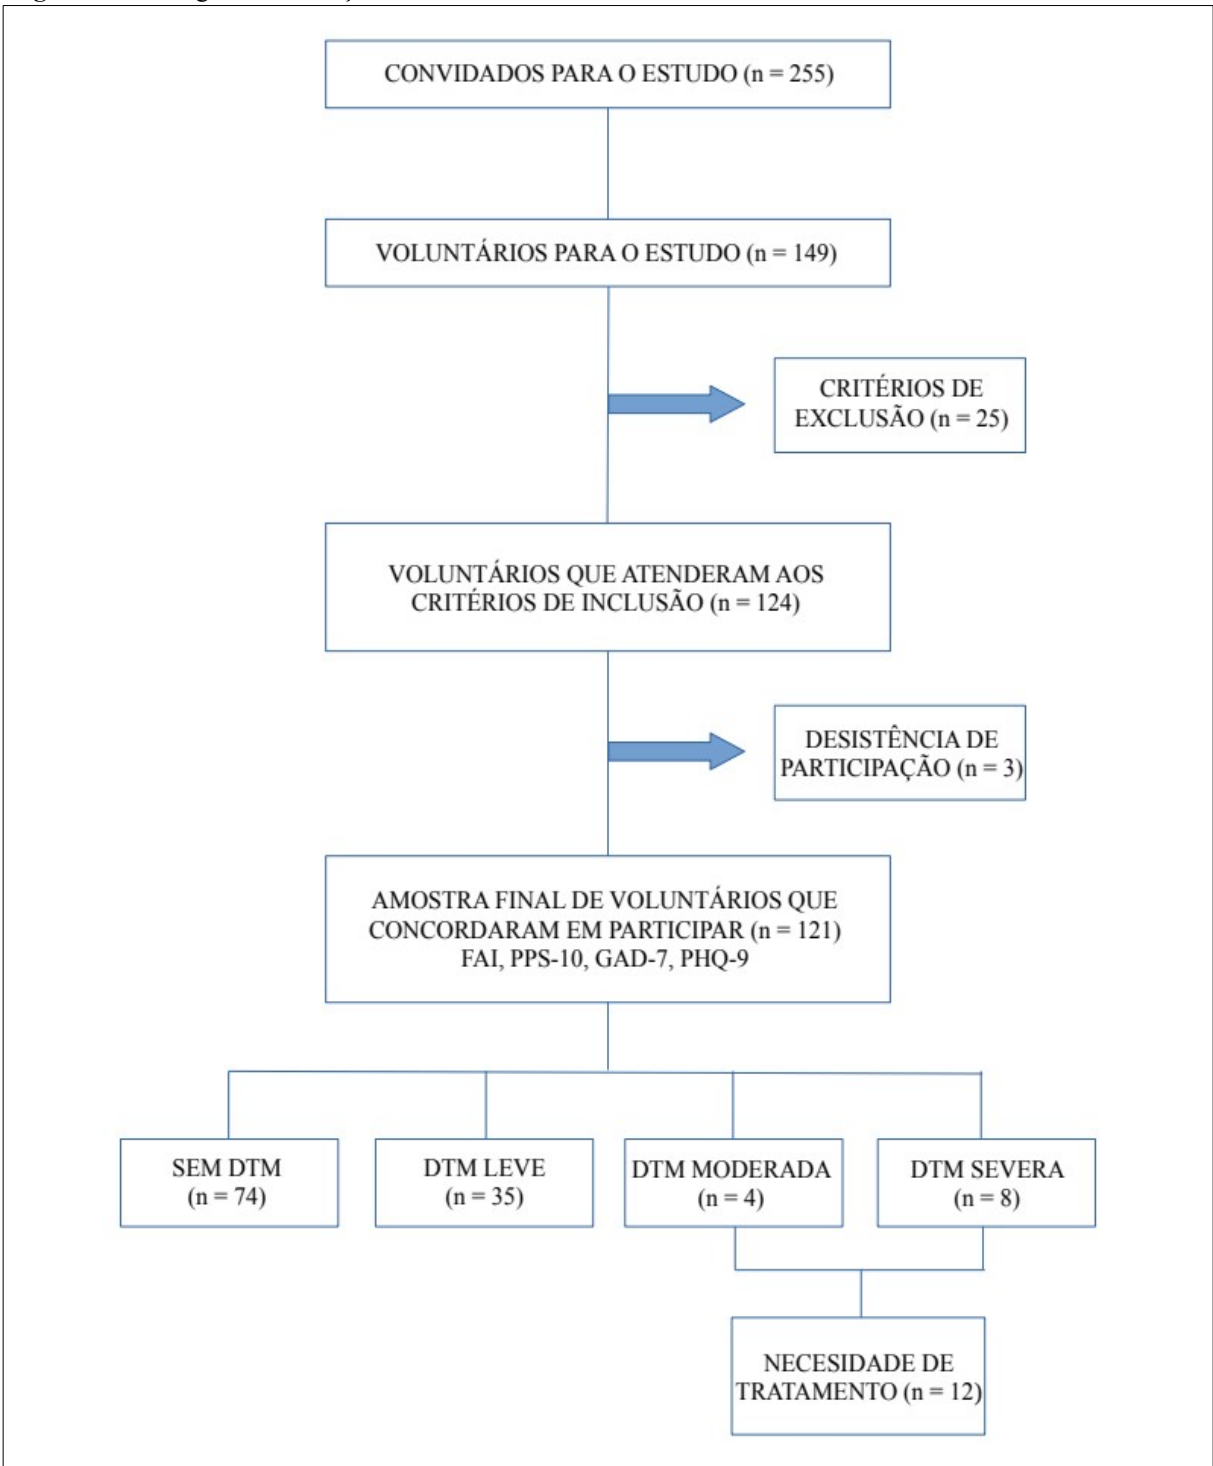 CONVIDADOS PARA O ESTUDO (n = 255)
VOLUNTÁRIOS PARA O ESTUDO (n = 149)
CRITÉRIOS DE
EXCLUSÃO (n = 25)
VOLUNTÁRIOS QUE ATENDERAM AOS
CRITÉRIOS DE INCLUSÃO (n = 124)
DESISTÊNCIA DE
PARTICIPAÇÃO (n = 3)
AMOSTRA FINAL DE VOLUNTÁRIOS QUE
CONCORDARAM EM PARTICIPAR (n = 121)
FAI, PPS-10, GAD-7, PHQ-9
SEM DTM
(n = 74)
DTM LEVE
(n = 35)
DTM MODERADA
(n = 4)
DTM SEVERA
(n = 8)
NECESIDADE DE
TRATAMENTO (n = 12)